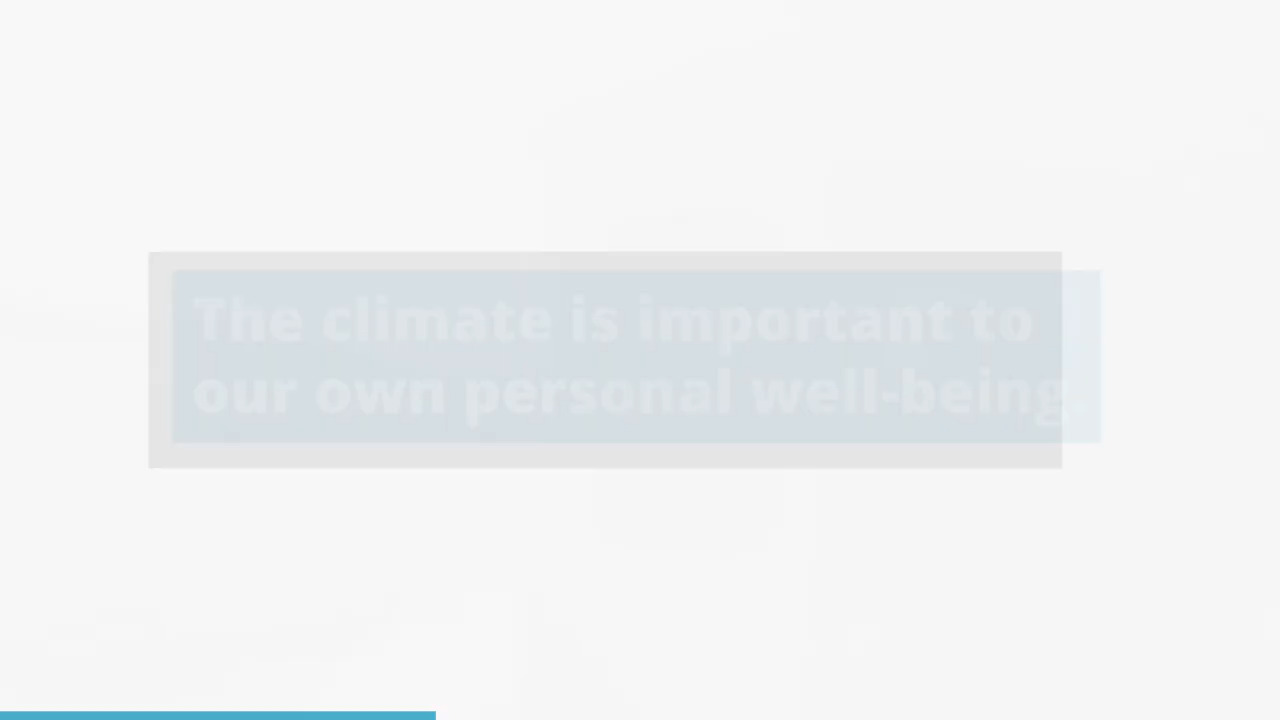 The climate is important to
our own personal well-being.